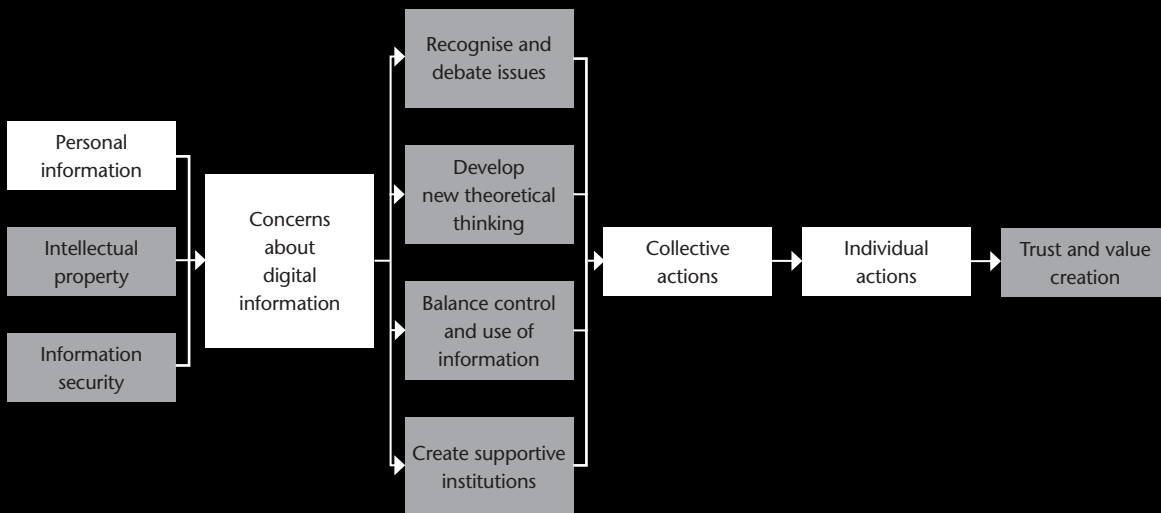 Personal
information
Intellectual
property
Information
security
Concerns
about
digital
information
Recognise and
debate issues
Develop
new theoretical
thinking
Balance control
and use of
information
Create supportive
institutions
Collective
actions
Individual
actions
Trust and value
creation